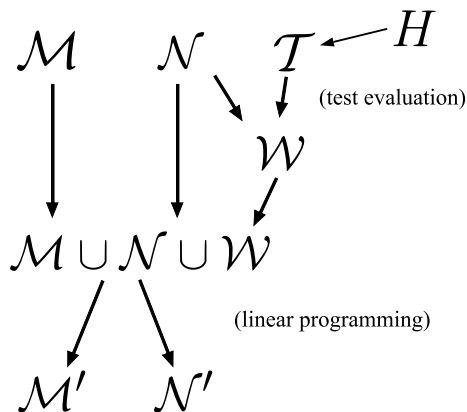 ℳ 𝒩 𝒯 H
(test evaluation)
𝒲
ℳ ∪ 𝒩 ∪ 𝒲
(linear programming)
ℳ′ 𝒩′